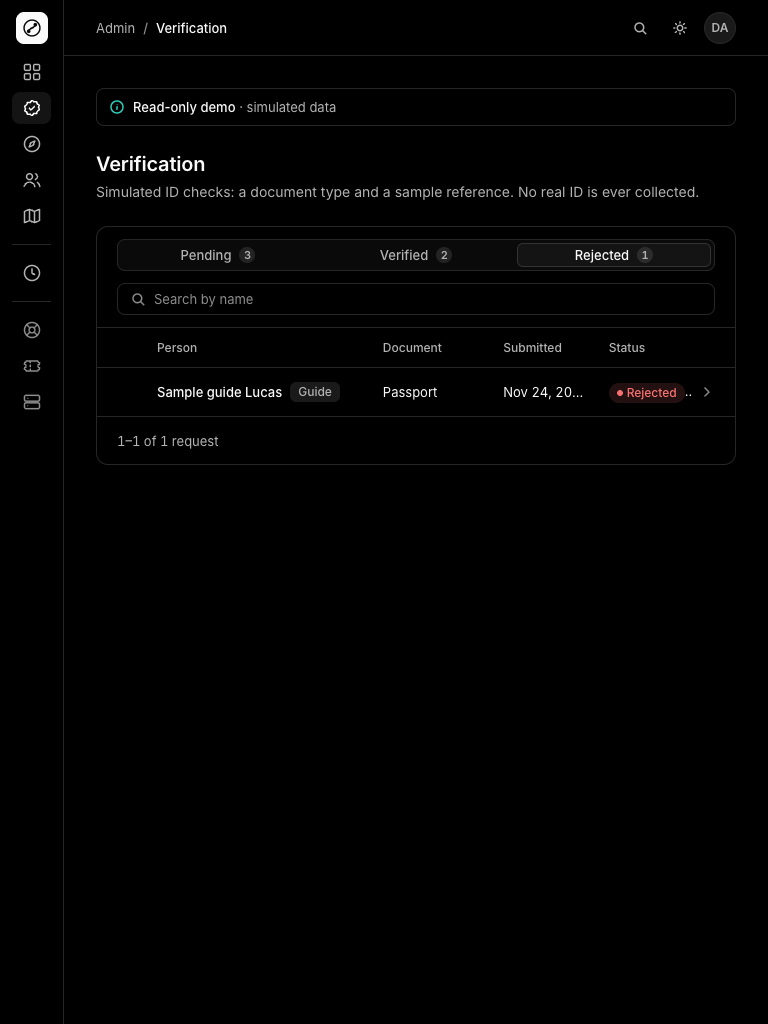 Admin / Verification
DA
Read-only demo · simulated data
Verification
Simulated ID checks: a document type and a sample reference. No real ID is ever collected.
Pending 3 Verified 2 Rejected 1
Search by name
Person Document Submitted Status
Sample guide Lucas Guide Passport Nov 24, 20... Rejected ..
1–1 of 1 request